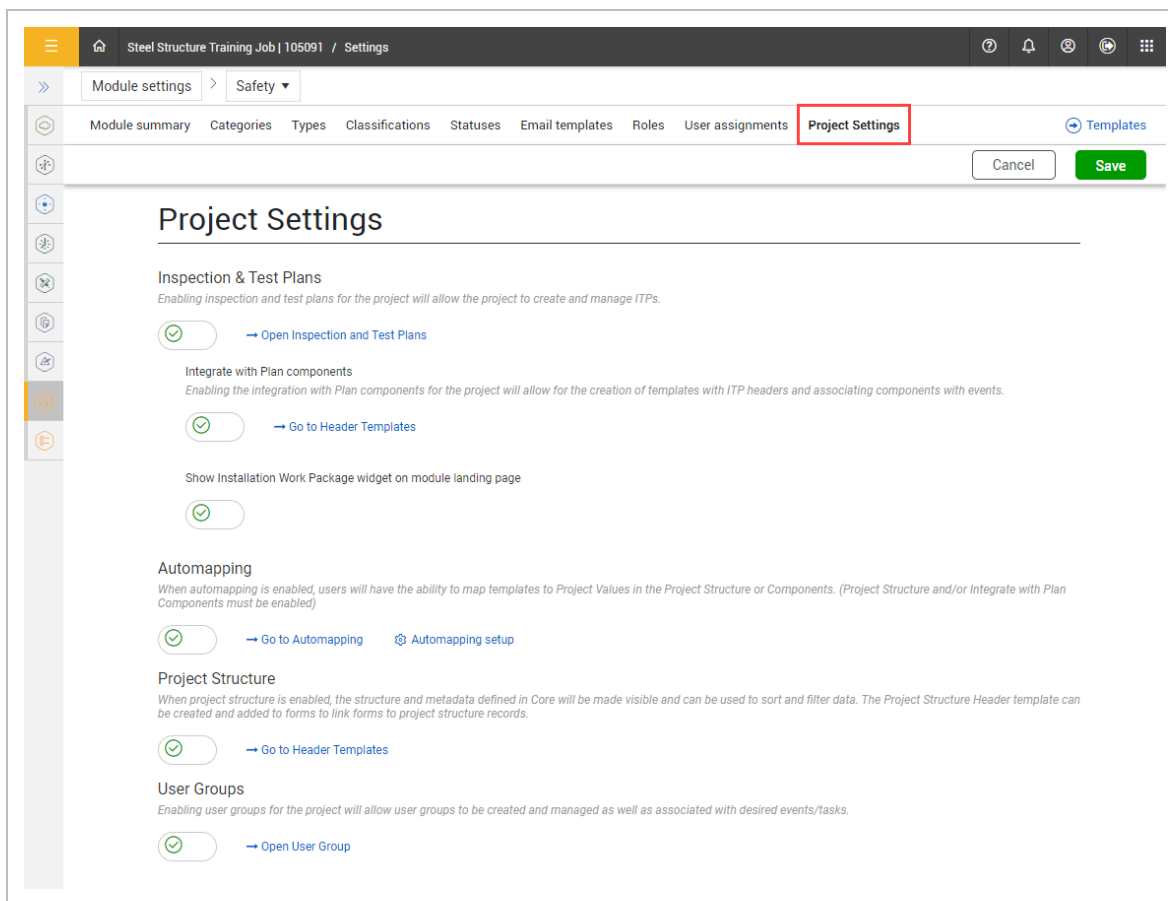 Steel Structure Training Job | 105091 / Settings
Module settings > Safety
Module summary Categories Types Classifications Statuses Email templates Roles User assignments Project Settings Templates
Cancel Save
Project Settings
Inspection & Test Plans
Enabling inspection and test plans for the project will allow the project to create and manage ITPs.
Open Inspection and Test Plans
Integrate with Plan components
Enabling the integration with Plan components for the project will allow for the creation of templates with ITP headers and associating components with events.
Go to Header Templates
Show Installation Work Package widget on module landing page
Automapping
When automapping is enabled, users will have the ability to map templates to Project Values in the Project Structure or Components. (Project Structure and/or Integrate with Plan
Components must be enabled)
Go to Automapping Automapping setup
Project Structure
When project structure is enabled, the structure and metadata defined in Core will be made visible and can be used to sort and filter data. The Project Structure Header template can
be created and added to forms to link forms to project structure records.
Go to Header Templates
User Groups
Enabling user groups for the project will allow user groups to be created and managed as well as associated with desired events/tasks.
Open User Group